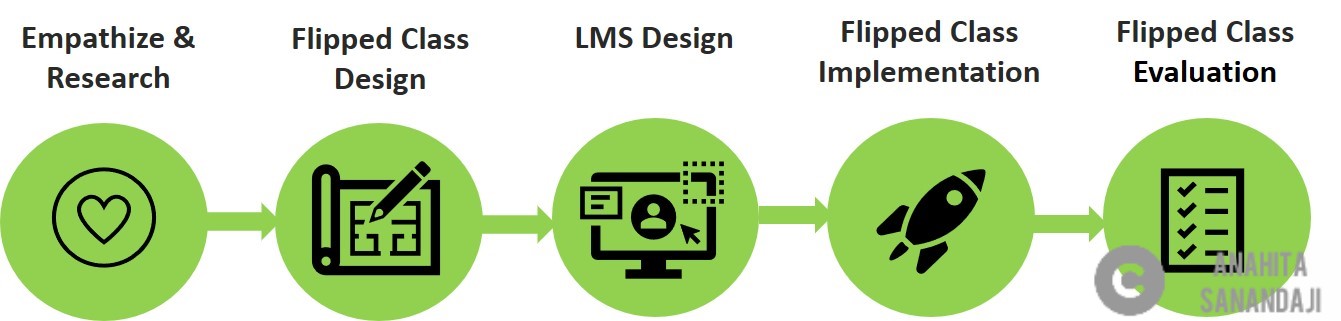 Empathize &
Research
Flipped Class
Design
LMS Design
Flipped Class
Implementation
Flipped Class
Evaluation
ANAHITA
SANANDAJI